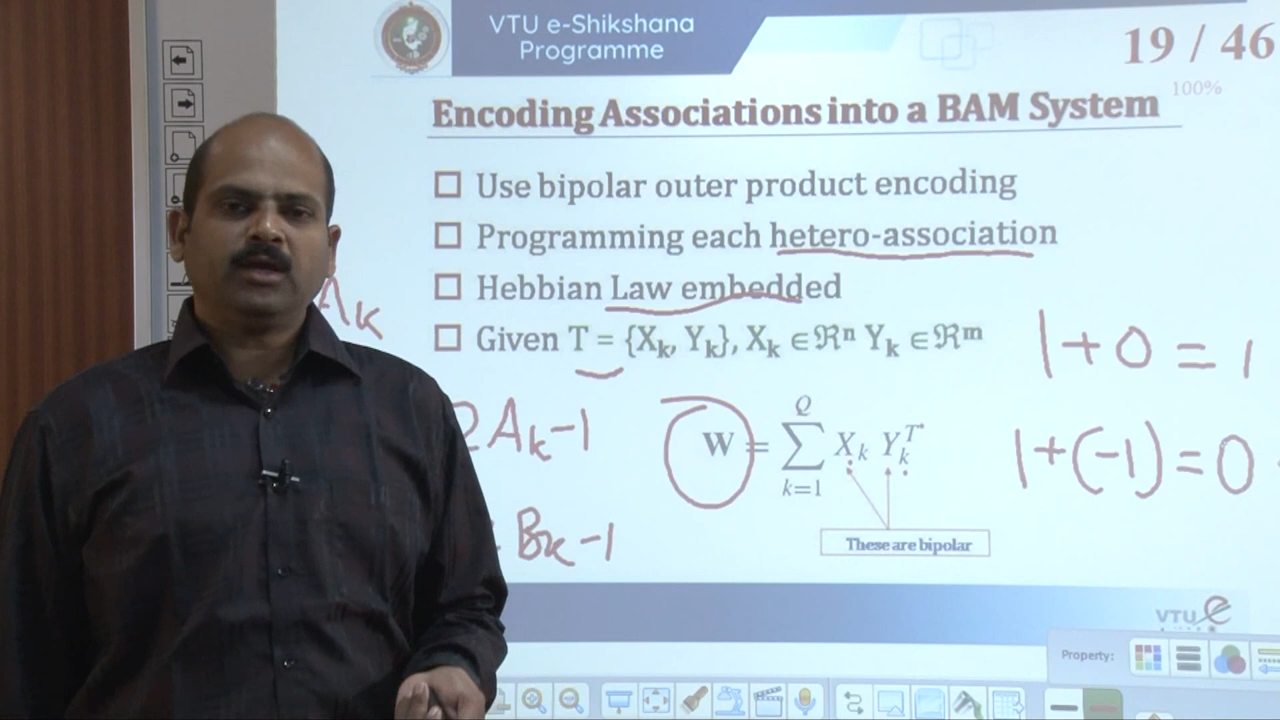 VTU e-Shikshana
Programme
19 / 46
100%
Encoding Associations into a BAM System
Use bipolar outer product encoding
Programming each hetero-association
Hebbian Law embedded
Given T = {Xk, Yk}, Xk ∈ℜⁿ Yk ∈ℜᵐ
Ak
1+0=1
2Ak-1
W = Q∑k=1 Xk YkT
1+(-1)=0
Bk-1
These are bipolar
VTU e
Property: